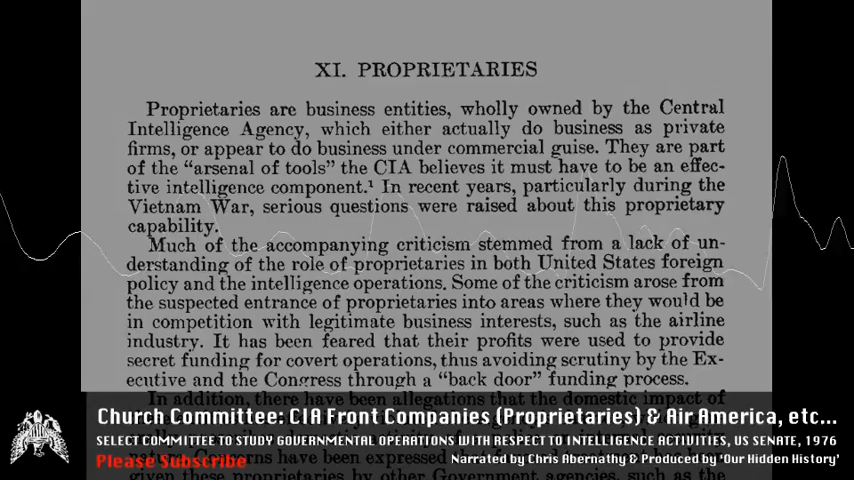 XI. PROPRIETARIES
Proprietaries are business entities, wholly owned by the Central
Intelligence Agency, which either actually do business as private
firms, or appear to do business under commercial guise. They are part
of the “arsenal of tools” the CIA believes it must have to be an effec-
tive intelligence component.¹ In recent years, particularly during the
Vietnam War, serious questions were raised about this proprietary
capability.
Much of the accompanying criticism stemmed from a lack of un-
derstanding of the role of proprietaries in both United States foreign
policy and the intelligence operations. Some of the criticism arose from
the suspected entrance of proprietaries into areas where they would be
in competition with legitimate business interests, such as the airline
industry. It has been feared that their profits were used to provide
secret funding for covert operations, thus avoiding scrutiny by the Ex-
ecutive and the Congress through a “back door” funding process.
In addition, there have been allegations that the domestic impact of
Church Committee: CIA Front Companies (Proprietaries) & Air America, etc...
SELECT COMMITTEE TO STUDY GOVERNMENTAL OPERATIONS WITH RESPECT TO INTELLIGENCE ACTIVITIES, US SENATE, 1976
Please Subscribe
Narrated by Chris Abernathy & Produced by 'Our Hidden History'
given these proprietaries by other Government agencies, such as the